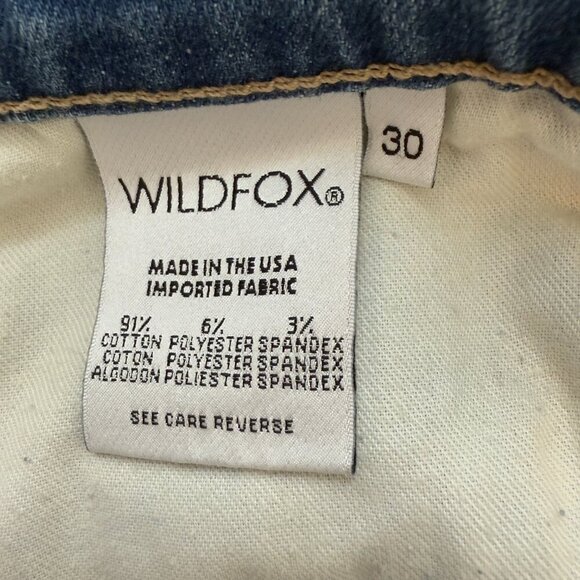 WILDFOX®
30
MADE IN THE USA
IMPORTED FABRIC
91% 6% 3%
COTTON POLYESTER SPANDEX
COTON POLYESTER SPANDEX
ALGODON POLIESTER SPANDEX
SEE CARE REVERSE